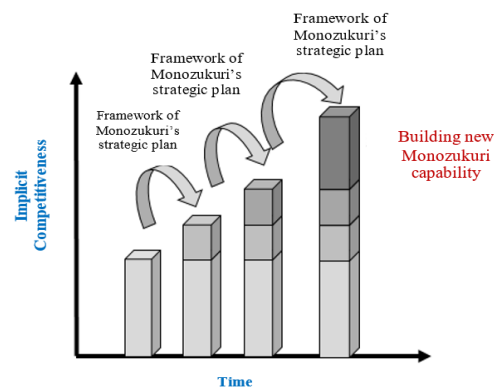 Framework of
Monozukuri's
strategic plan
Framework of
Monozukuri's
strategic plan
Framework of
Monozukuri's
strategic plan
Building new
Monozukuri
capability
Implicit
Competitiveness
Time